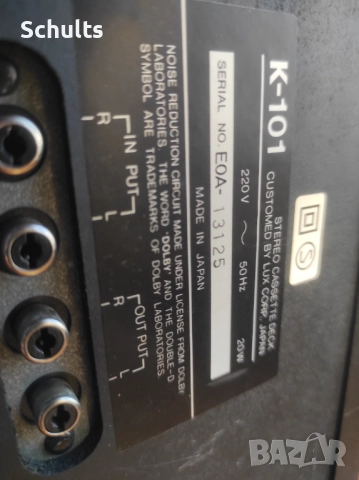 Schults
K-101
STEREO CASSETTE DECK
CUSTOMED BY LUX CORP. JAPAN
220V ~ 50Hz 20W
SERIAL NO. E0A-13125
MADE IN JAPAN
NOISE REDUCTION CIRCUIT MADE UNDER LICENSE FROM DOLBY
LABORATORIES. THE WORD 'DOLBY' AND THE DOUBLE-D
SYMBOL ARE TRADEMARKS OF DOLBY LABORATORIES.
IN PUT
R L
OUT PUT
R L
S
BAZAR
bg